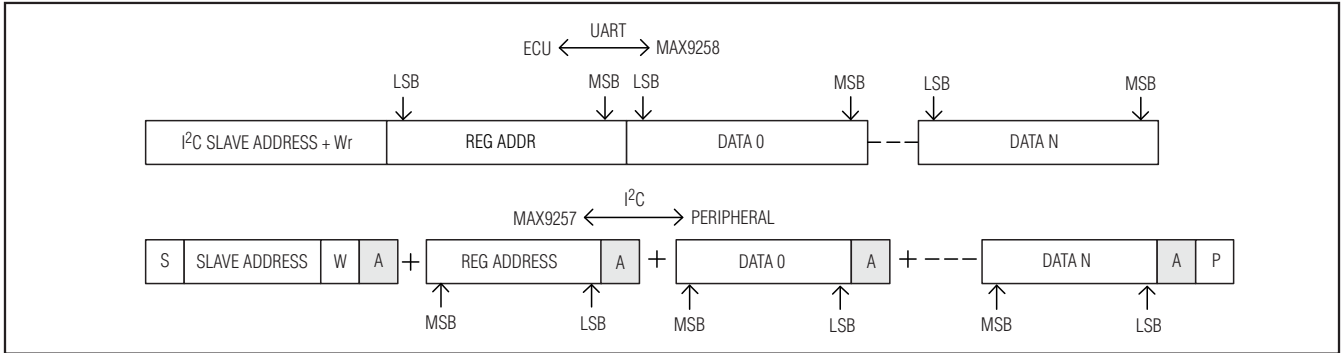 UART
ECU MAX9258
LSB MSB LSB MSB LSB MSB
I2C SLAVE ADDRESS + Wr REG ADDR DATA 0 DATA N
I2C
MAX9257 PERIPHERAL
S SLAVE ADDRESS W A + REG ADDRESS A + DATA 0 A + DATA N A P
MSB LSB MSB LSB MSB LSB